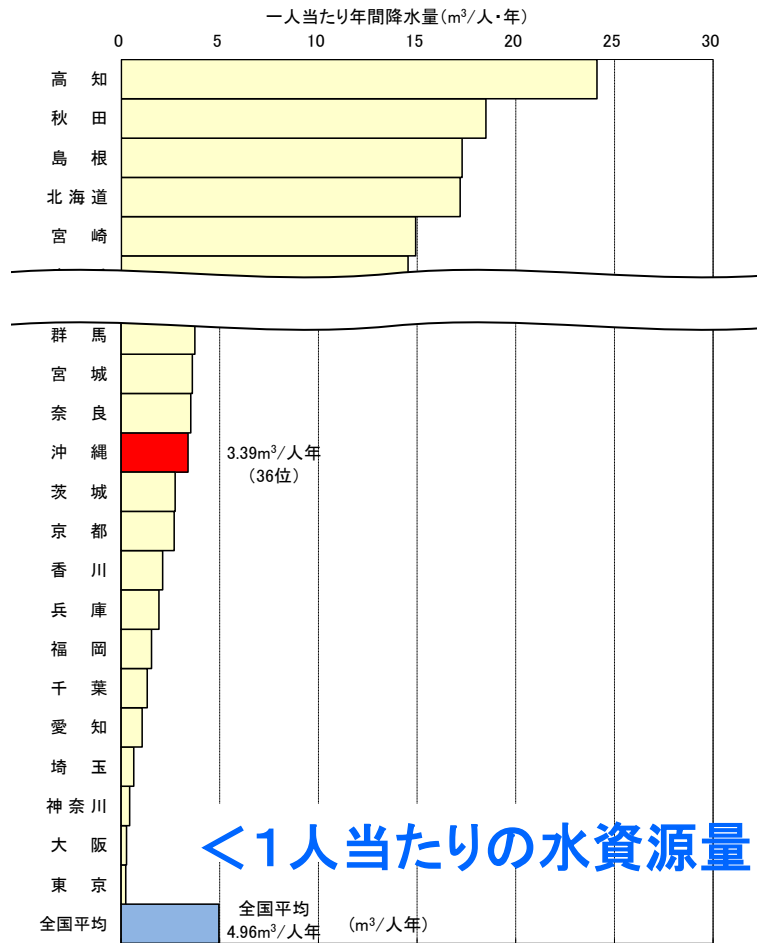 一人当たり年間降水量(m³/人・年)
0 5 10 15 20 25 30
高 知
秋 田
島 根
北 海 道
宮 崎
群 馬
宮 城
奈 良
沖 縄 3.39m³/人年
(36位)
茨 城
京 都
香 川
兵 庫
福 岡
千 葉
愛 知
埼 玉
神 奈 川
大 阪
東 京
<1人当たりの水資源量
全国平均 全国平均
4.96m³/人年 (m³/人年)